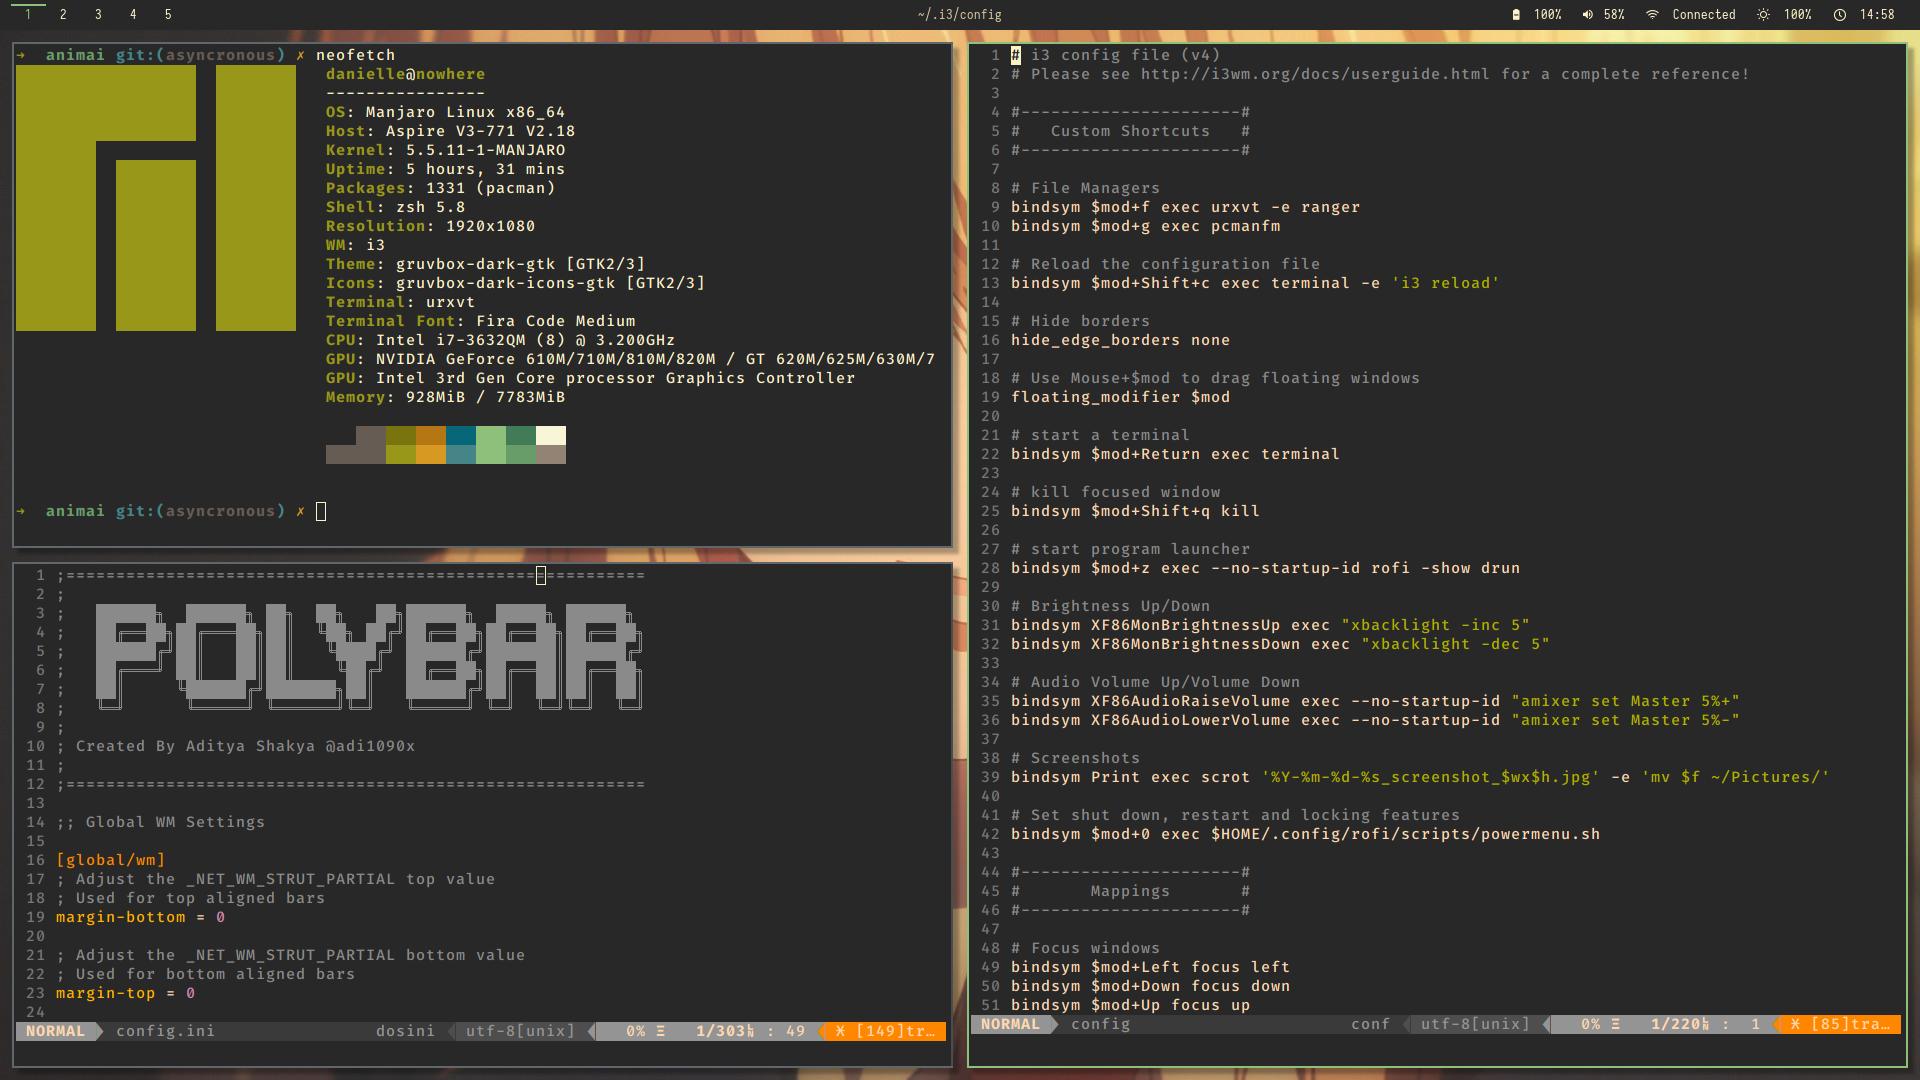 1 2 3 4 5 ~/.i3/config 100% 58% Connected 100% 14:58
→ animai git:(asyncronous) ✗ neofetch
danielle@nowhere
----------------
OS: Manjaro Linux x86_64
Host: Aspire V3-771 V2.18
Kernel: 5.5.11-1-MANJARO
Uptime: 5 hours, 31 mins
Packages: 1331 (pacman)
Shell: zsh 5.8
Resolution: 1920x1080
WM: i3
Theme: gruvbox-dark-gtk [GTK2/3]
Icons: gruvbox-dark-icons-gtk [GTK2/3]
Terminal: urxvt
Terminal Font: Fira Code Medium
CPU: Intel i7-3632QM (8) @ 3.200GHz
GPU: NVIDIA GeForce 610M/710M/810M/820M / GT 620M/625M/630M/7
GPU: Intel 3rd Gen Core processor Graphics Controller
Memory: 928MiB / 7783MiB
→ animai git:(asyncronous) ✗
1 ;==========================================================
2 ;
3 ;
4 ;
5 ;
POLYBAR
6 ;
7 ;
8 ;
9 ;
10 ; Created By Aditya Shakya @adi1090x
11 ;
12 ;==========================================================
13
14 ;; Global WM Settings
15
16 [global/wm]
17 ; Adjust the _NET_WM_STRUT_PARTIAL top value
18 ; Used for top aligned bars
19 margin-bottom = 0
20
21 ; Adjust the _NET_WM_STRUT_PARTIAL bottom value
22 ; Used for bottom aligned bars
23 margin-top = 0
24
NORMAL config.ini dosini utf-8[unix] 0% Ξ 1/303 : 49 [149]tr…
1 # i3 config file (v4)
2 # Please see http://i3wm.org/docs/userguide.html for a complete reference!
3
4 #----------------------#
5 #   Custom Shortcuts   #
6 #----------------------#
7
8 # File Managers
9 bindsym $mod+f exec urxvt -e ranger
10 bindsym $mod+g exec pcmanfm
11
12 # Reload the configuration file
13 bindsym $mod+Shift+c exec terminal -e 'i3 reload'
14
15 # Hide borders
16 hide_edge_borders none
17
18 # Use Mouse+$mod to drag floating windows
19 floating_modifier $mod
20
21 # start a terminal
22 bindsym $mod+Return exec terminal
23
24 # kill focused window
25 bindsym $mod+Shift+q kill
26
27 # start program launcher
28 bindsym $mod+z exec --no-startup-id rofi -show drun
29
30 # Brightness Up/Down
31 bindsym XF86MonBrightnessUp exec "xbacklight -inc 5"
32 bindsym XF86MonBrightnessDown exec "xbacklight -dec 5"
33
34 # Audio Volume Up/Volume Down
35 bindsym XF86AudioRaiseVolume exec --no-startup-id "amixer set Master 5%+"
36 bindsym XF86AudioLowerVolume exec --no-startup-id "amixer set Master 5%-"
37
38 # Screenshots
39 bindsym Print exec scrot '%Y-%m-%d-%s_screenshot_$wx$h.jpg' -e 'mv $f ~/Pictures/'
40
41 # Set shut down, restart and locking features
42 bindsym $mod+0 exec $HOME/.config/rofi/scripts/powermenu.sh
43
44 #----------------------#
45 #       Mappings       #
46 #----------------------#
47
48 # Focus windows
49 bindsym $mod+Left focus left
50 bindsym $mod+Down focus down
51 bindsym $mod+Up focus up
NORMAL config conf utf-8[unix] 0% Ξ 1/220 : 1 [85]tra…